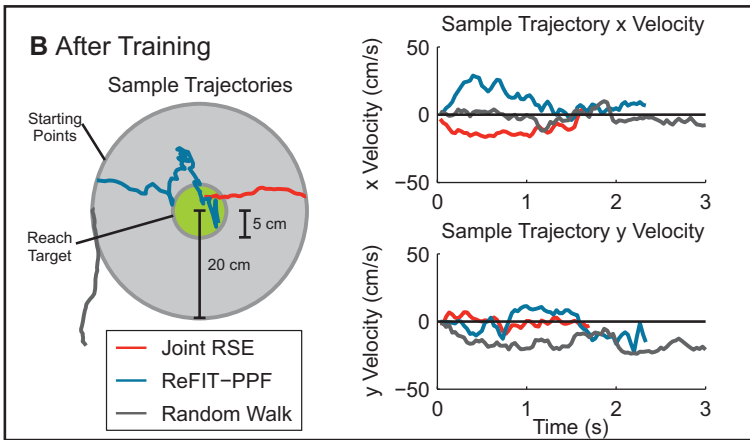 B After Training
Sample Trajectories
Starting
Points
Reach
Target
5 cm
20 cm
Joint RSE
ReFIT−PPF
Random Walk
Sample Trajectory x Velocity
x Velocity (cm/s)
50
0
−50
0
1
2
3
Sample Trajectory y Velocity
y Velocity (cm/s)
50
0
−50
0
1
2
3
Time (s)